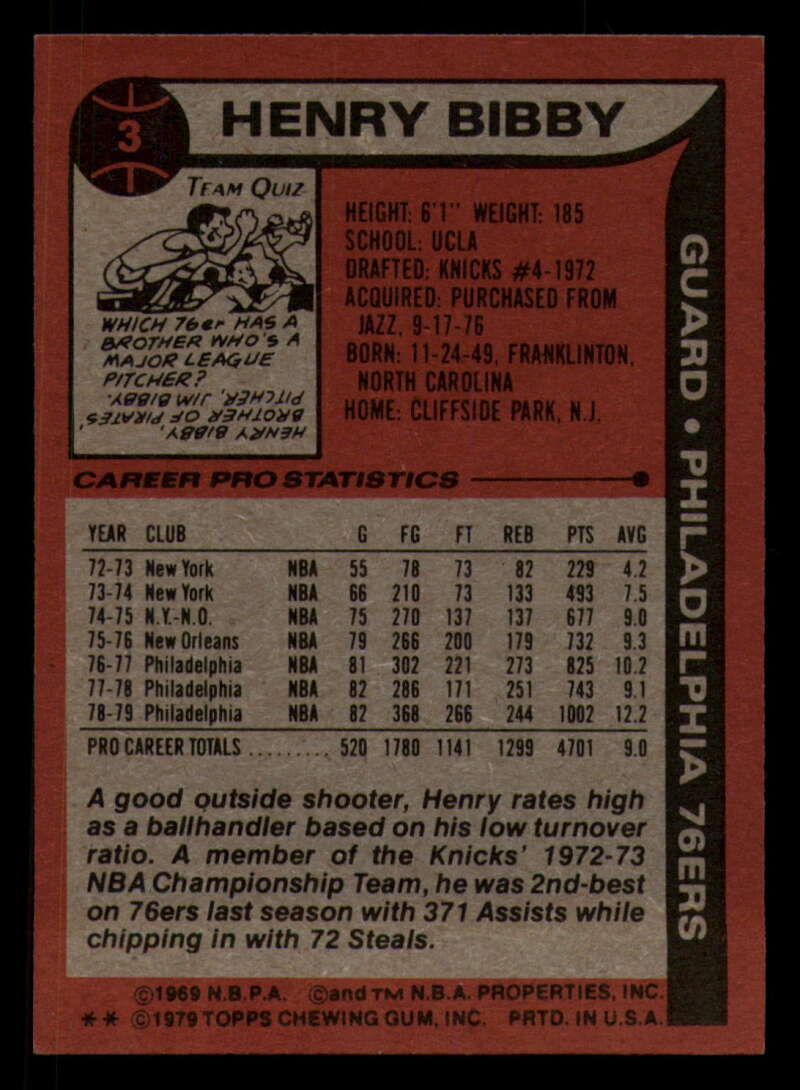 3
HENRY BIBBY
TEAM QUIZ
WHICH 76er HAS A
BROTHER WHO'S A
MAJOR LEAGUE
PITCHER?
HENRY BIBBY,
BROTHER OF PIRATES'
PITCHER, JIM BIBBY.
HEIGHT: 6'1" WEIGHT: 185
SCHOOL: UCLA
DRAFTED: KNICKS #4-1972
ACQUIRED: PURCHASED FROM
JAZZ, 9-17-76
BORN: 11-24-49, FRANKLINTON,
NORTH CAROLINA
HOME: CLIFFSIDE PARK, N.J.
GUARD • PHILADELPHIA 76ERS
CAREER PRO STATISTICS
YEAR CLUB G FG FT REB PTS AVG
72-73 New York NBA 55 78 73 82 229 4.2
73-74 New York NBA 66 210 73 133 493 7.5
74-75 N.Y.-N.O. NBA 75 270 137 137 677 9.0
75-76 New Orleans NBA 79 266 200 179 732 9.3
76-77 Philadelphia NBA 81 302 221 273 825 10.2
77-78 Philadelphia NBA 82 286 171 251 743 9.1
78-79 Philadelphia NBA 82 368 266 244 1002 12.2
PRO CAREER TOTALS ......... 520 1780 1141 1299 4701 9.0
A good outside shooter, Henry rates high
as a ballhandler based on his low turnover
ratio. A member of the Knicks' 1972-73
NBA Championship Team, he was 2nd-best
on 76ers last season with 371 Assists while
chipping in with 72 Steals.
©1969 N.B.P.A. ©and TM N.B.A. PROPERTIES, INC.
** ©1979 TOPPS CHEWING GUM, INC. PRTD. IN U.S.A.